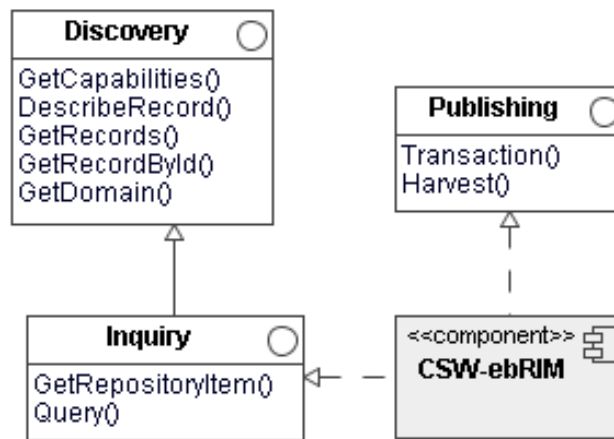 Discovery
GetCapabilities()
DescribeRecord()
GetRecords()
GetRecordById()
GetDomain()
Publishing
Transaction()
Harvest()
Inquiry
GetRepositoryItem()
Query()
<<component>>
CSW-ebRIM